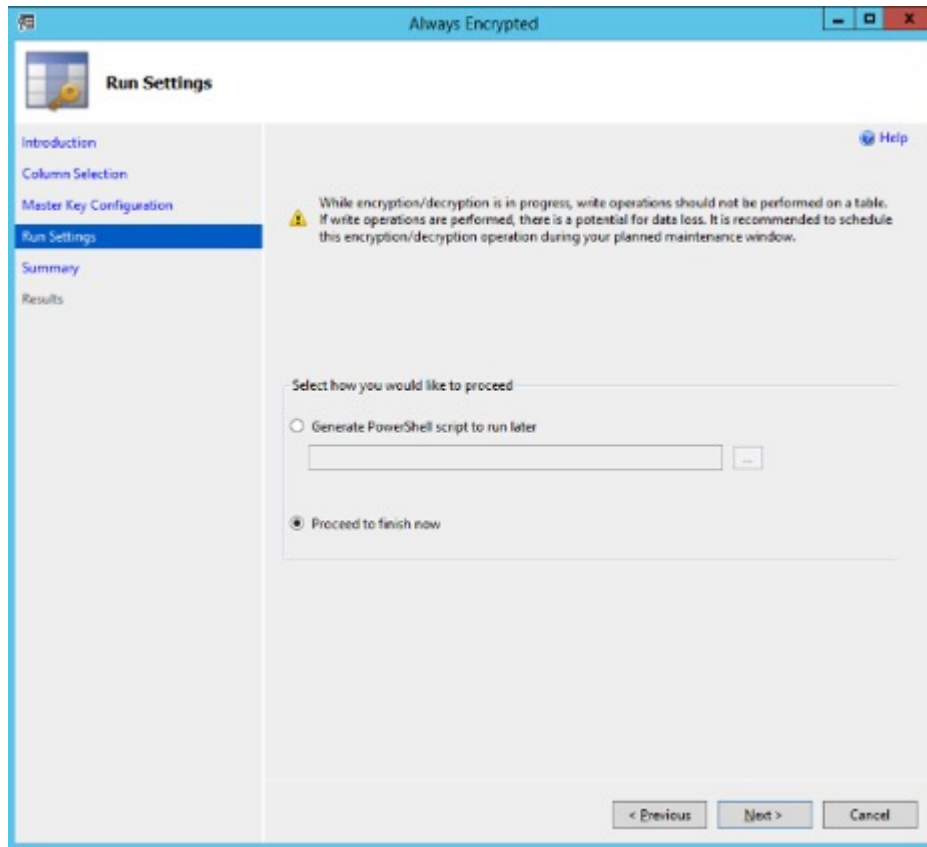 Always Encrypted
Run Settings
Help
Introduction
Column Selection
Master Key Configuration
Run Settings
Summary
Results
While encryption/decryption is in progress, write operations should not be performed on a table.
If write operations are performed, there is a potential for data loss. It is recommended to schedule
this encryption/decryption operation during your planned maintenance window.
Select how you would like to proceed
Generate PowerShell script to run later
...
Proceed to finish now
< Previous
Next >
Cancel